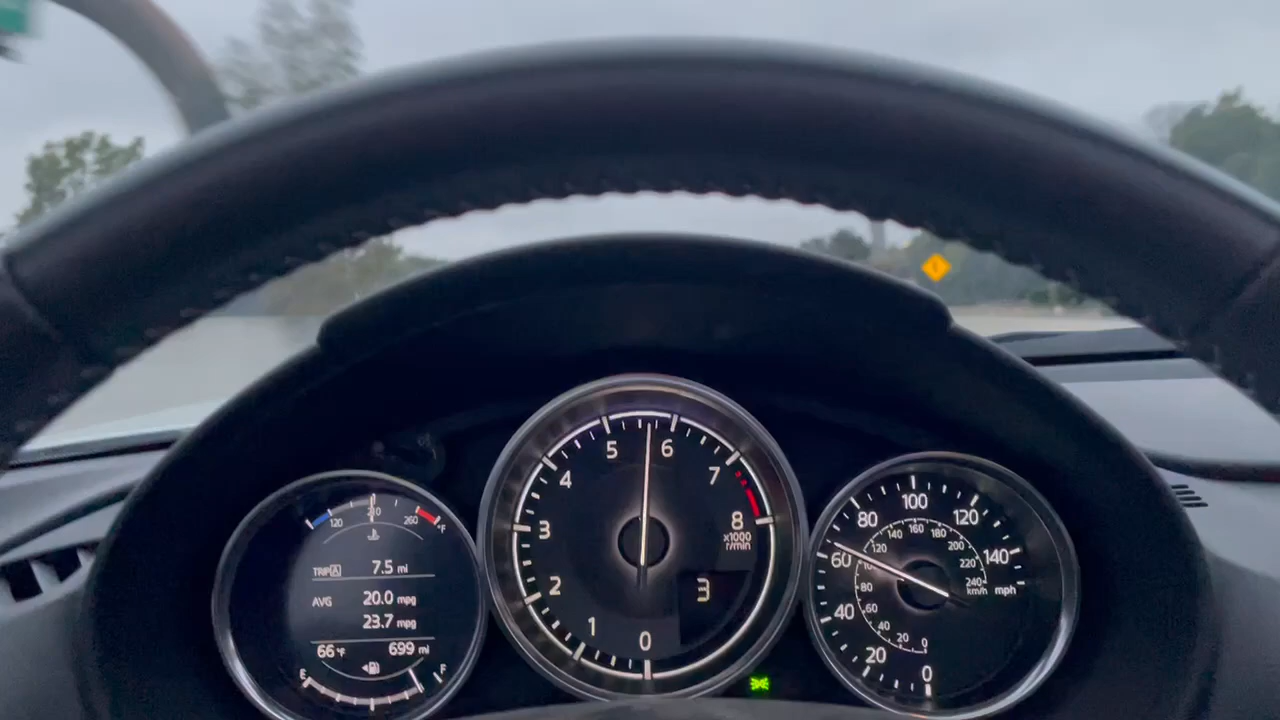 120 210 260 °F
TRIP A 7.5 mi
AVG 20.0 mpg
23.7 mpg
66 °F 699 mi
E F
0 1 2 3 4 5 6 7 8
x1000
r/min
3
0 20 40 60 80 100 120 140
mph
0 20 40 60 80 100 120 140 160 180 200 220 240
km/h